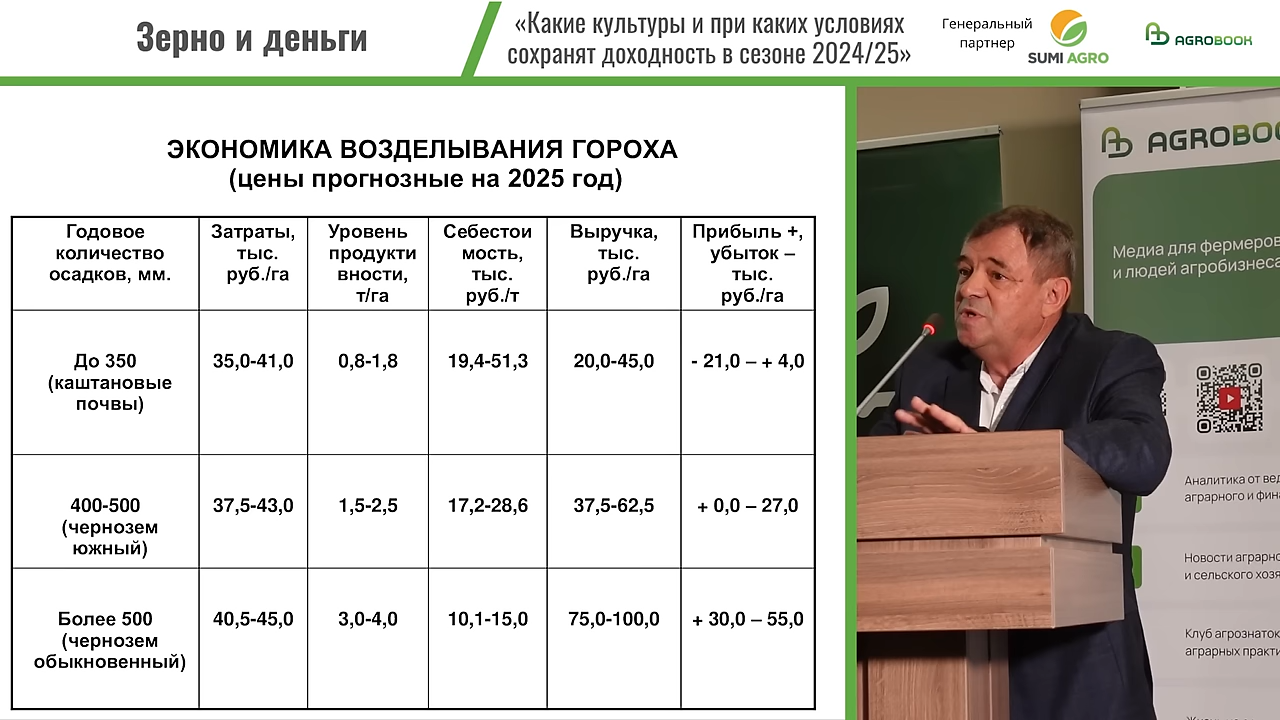 Зерно и деньги
«Какие культуры и при каких условиях
сохранят доходность в сезоне 2024/25»
Генеральный
партнер
SUMI AGRO
AGROBOOK
ЭКОНОМИКА ВОЗДЕЛЫВАНИЯ ГОРОХА
(цены прогнозные на 2025 год)
Годовое
количество
осадков, мм.
Затраты,
тыс.
руб./га
Уровень
продукти
вности,
т/га
Себестои
мость,
тыс.
руб./т
Выручка,
тыс.
руб./га
Прибыль +,
убыток –
тыс.
руб./га
До 350
(каштановые
почвы)
35,0-41,0
0,8-1,8
19,4-51,3
20,0-45,0
- 21,0 – + 4,0
400-500
(чернозем
южный)
37,5-43,0
1,5-2,5
17,2-28,6
37,5-62,5
+ 0,0 – 27,0
Более 500
(чернозем
обыкновенный)
40,5-45,0
3,0-4,0
10,1-15,0
75,0-100,0
+ 30,0 – 55,0
AGROBOO
Медиа для фермеров
и людей агробизнеса
Аналитика от вед
аграрного и фин
Новости аграрно
и сельского хозя
Клуб агрознаток
аграрных практи